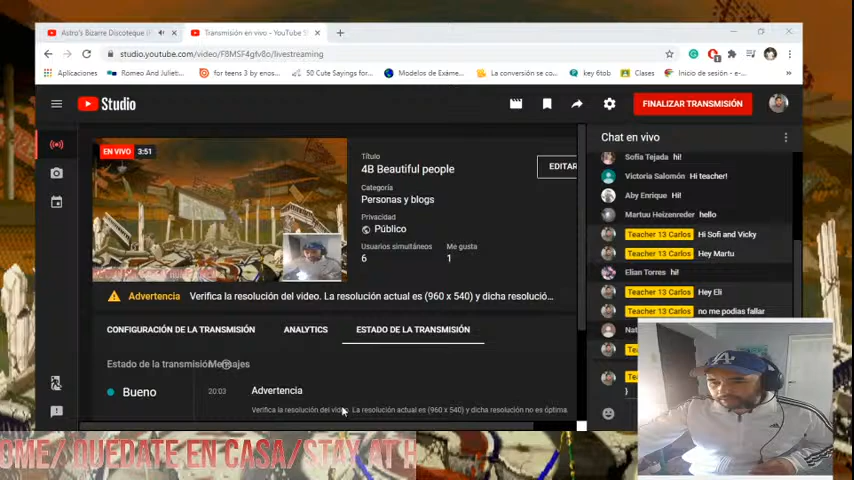 Astro's Bizarre Discoteque
Transmisión en vivo - YouTube S
studio.youtube.com/video/F8MSF4gfv8o/livestreaming
Aplicaciones
Romeo And Juliet:..
for teens 3 by enos...
50 Cute Sayings for...
Modelos de Exáme...
La conversión se co...
key 6tob
Clases
Inicio de sesión - e-...
Studio
FINALIZAR TRANSMISIÓN
EN VIVO 3:51
Título
4B Beautiful people
Categoría
Personas y blogs
Privacidad
Público
Usuarios simultáneos
6
Me gusta
1
EDITAR
Advertencia Verifica la resolución del video. La resolución actual es (960 x 540) y dicha resolució...
CONFIGURACIÓN DE LA TRANSMISIÓN
ANALYTICS
ESTADO DE LA TRANSMISIÓN
Estado de la transmisión
Mensajes
Bueno
20:03
Advertencia
Verifica la resolución del video. La resolución actual es (960 x 540) y dicha resolución no es óptima.
Chat en vivo
Sofia Tejada hi!
Victoria Salomón Hi teacher!
Aby Enrique Hi!
Martuu Heizenreder hello
Teacher 13 Carlos Hi Sofi and Vicky
Teacher 13 Carlos Hey Martu
Elian Torres hi!
Teacher 13 Carlos Hey Eli
Teacher 13 Carlos no me podias fallar
Nat
Teac
OME/ QUÉDATE EN CASA/STAY AT H